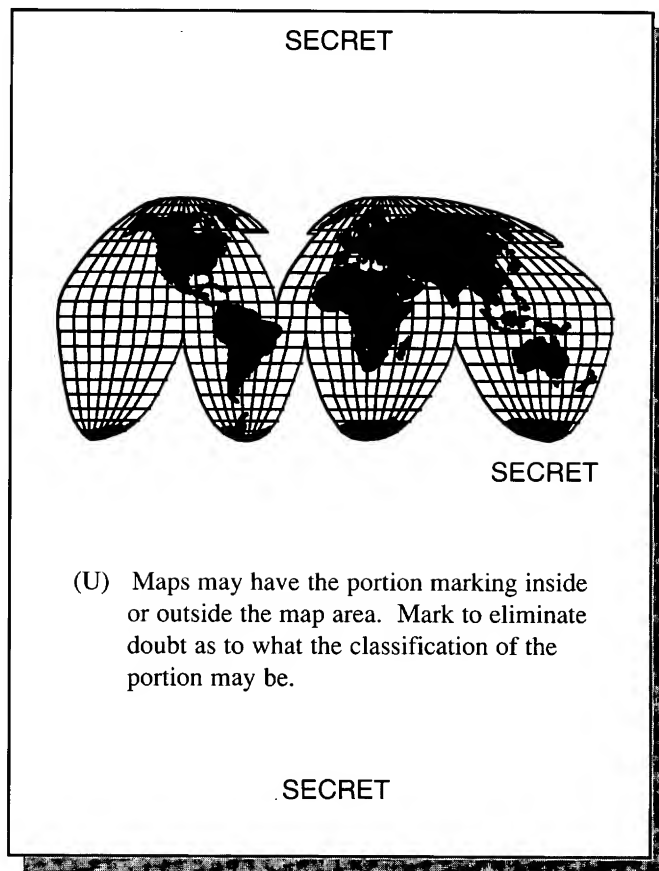 SECRET
SECRET
(U) Maps may have the portion marking inside
or outside the map area. Mark to eliminate
doubt as to what the classification of the
portion may be.
SECRET